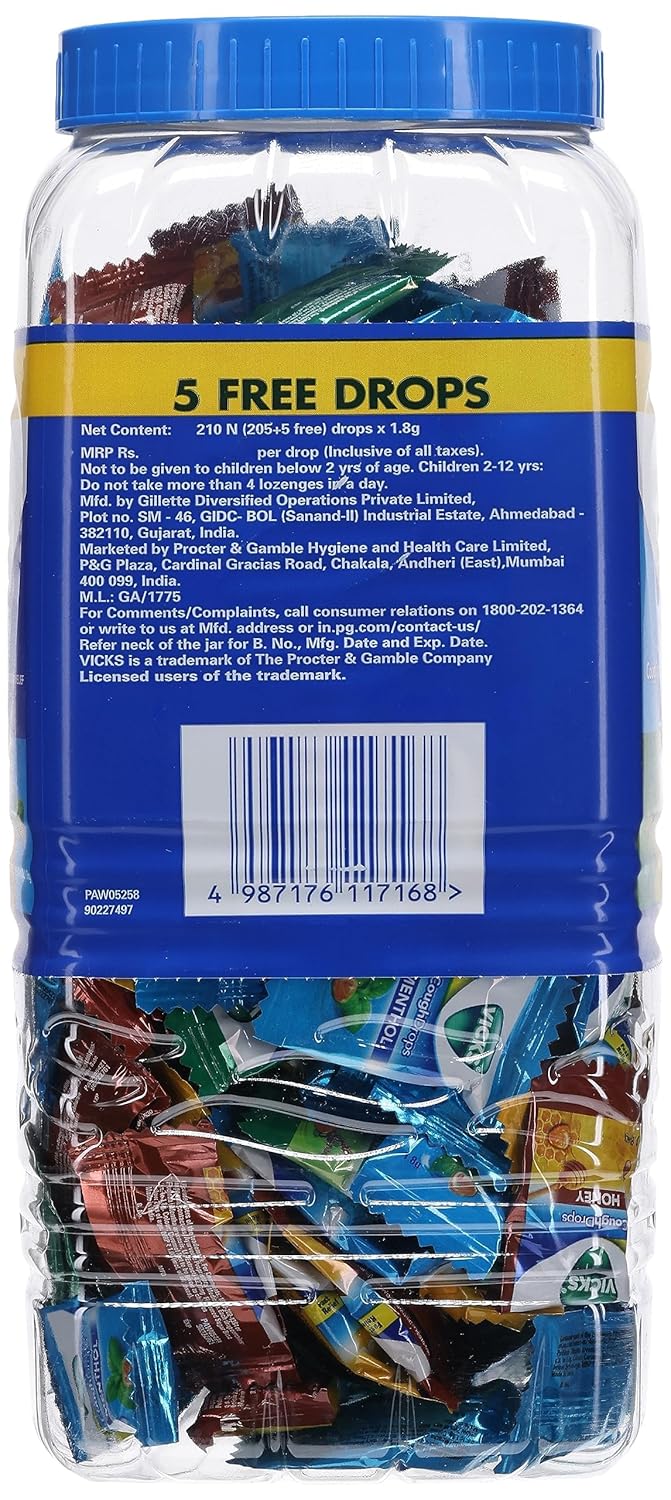 5 FREE DROPS
Net Content: 210 N (205+5 free) drops x 1.8g
MRP Rs. per drop (Inclusive of all taxes).
Not to be given to children below 2 yrs of age. Children 2-12 yrs:
Do not take more than 4 lozenges in a day.
Mfd. by Gillette Diversified Operations Private Limited,
Plot no. SM - 46, GIDC- BOL (Sanand-II) Industrial Estate, Ahmedabad -
382110, Gujarat, India.
Marketed by Procter & Gamble Hygiene and Health Care Limited,
P&G Plaza, Cardinal Gracias Road, Chakala, Andheri (East),Mumbai
400 099, India.
M.L.: GA/1775
For Comments/Complaints, call consumer relations on 1800-202-1364
or write to us at Mfd. address or in.pg.com/contact-us/
Refer neck of the jar for B. No., Mfg. Date and Exp. Date.
VICKS is a trademark of The Procter & Gamble Company
Licensed users of the trademark.
4 987176 117168 >
PAW05258
90227497
VICKS
CoughDrops
MENTHOL
1.8g
HONEY
CoughDrops
VICKS